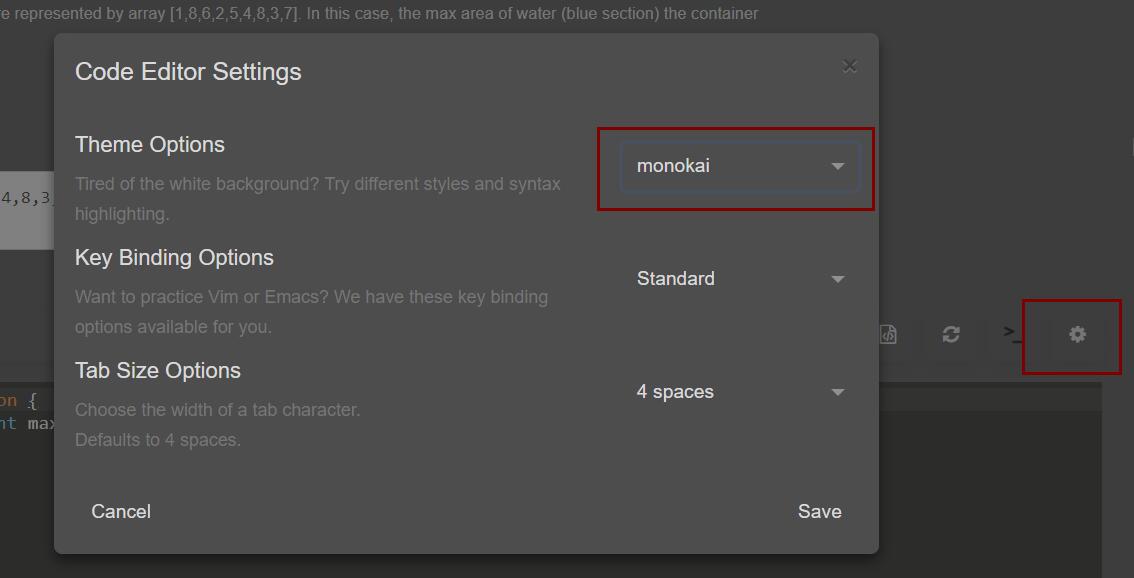 re represented by array [1,8,6,2,5,4,8,3,7]. In this case, the max area of water (blue section) the container
Code Editor Settings
×
Theme Options
monokai
Tired of the white background? Try different styles and syntax
highlighting.
4,8,3,
Key Binding Options
Standard
Want to practice Vim or Emacs? We have these key binding
options available for you.
>_
Tab Size Options
4 spaces
Choose the width of a tab character.
Defaults to 4 spaces.
on {
nt max
Cancel
Save